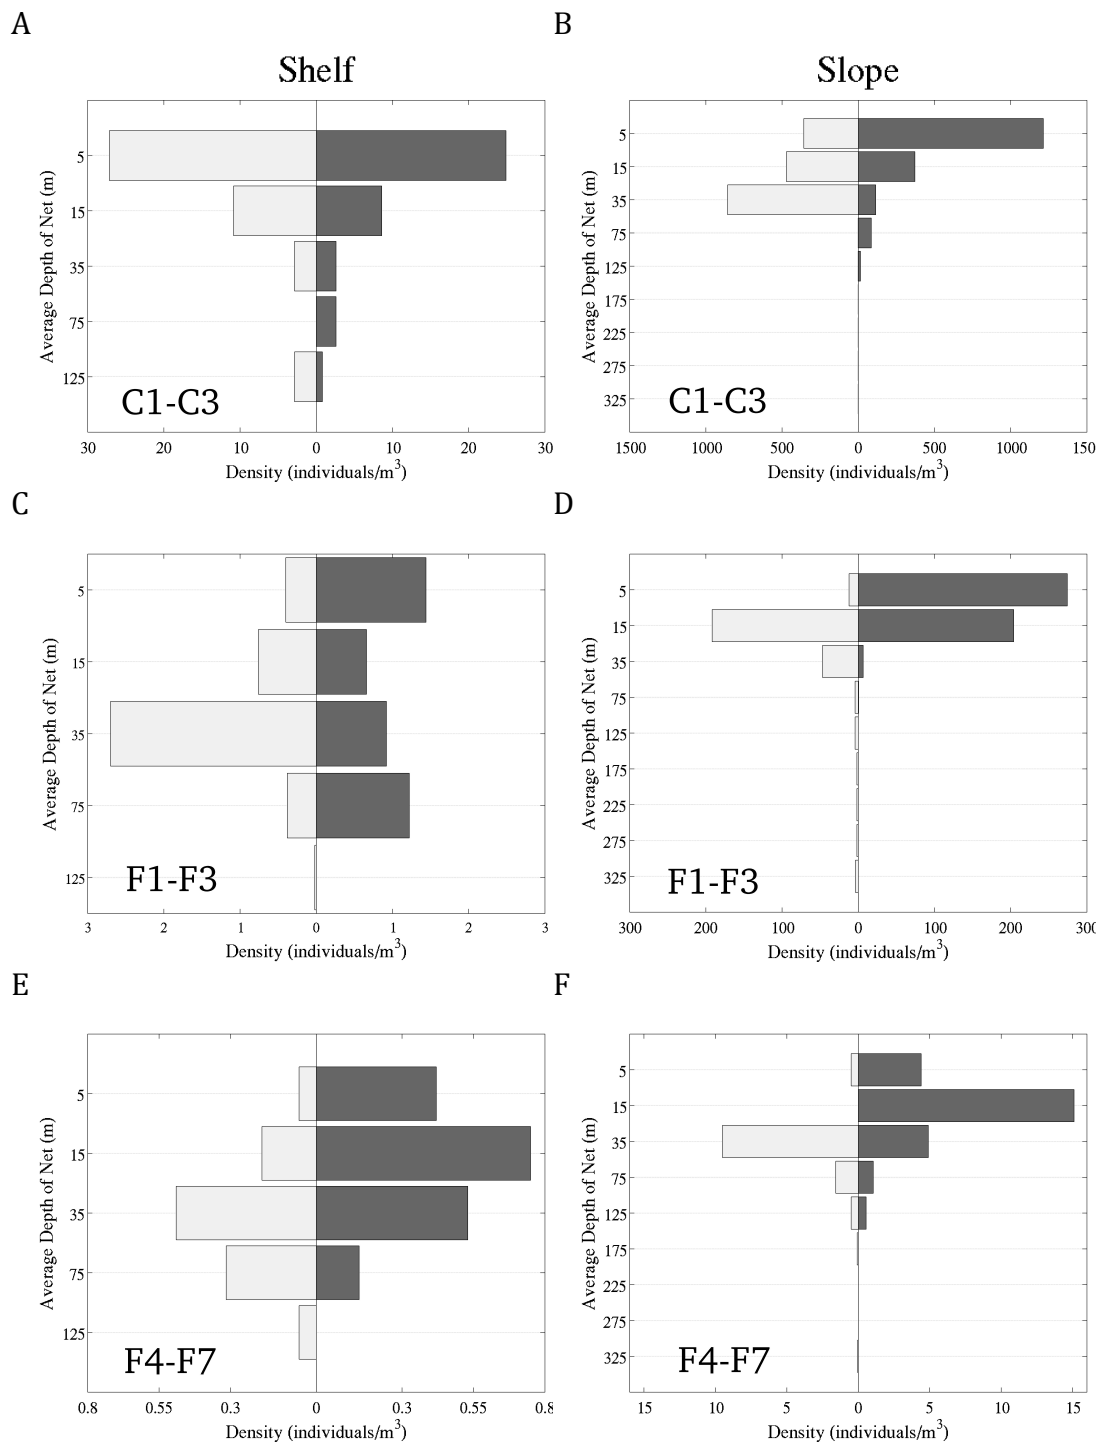 A
B
Shelf
Slope
Average Depth of Net (m)
5
15
35
75
125
C1-C3
30 20 10 0 10 20 30
Density (individuals/m³)
Average Depth of Net (m)
5
15
35
75
125
175
225
275
325
C1-C3
1500 1000 500 0 500 1000 150
Density (individuals/m³)
C
D
Average Depth of Net (m)
5
15
35
75
125
F1-F3
3 2 1 0 1 2 3
Density (individuals/m³)
Average Depth of Net (m)
5
15
35
75
125
175
225
275
325
F1-F3
300 200 100 0 100 200 300
Density (individuals/m³)
E
F
Average Depth of Net (m)
5
15
35
75
125
F4-F7
0.8 0.55 0.3 0 0.3 0.55 0.8
Density (individuals/m³)
Average Depth of Net (m)
5
15
35
75
125
175
225
275
325
F4-F7
15 10 5 0 5 10 15
Density (individuals/m³)